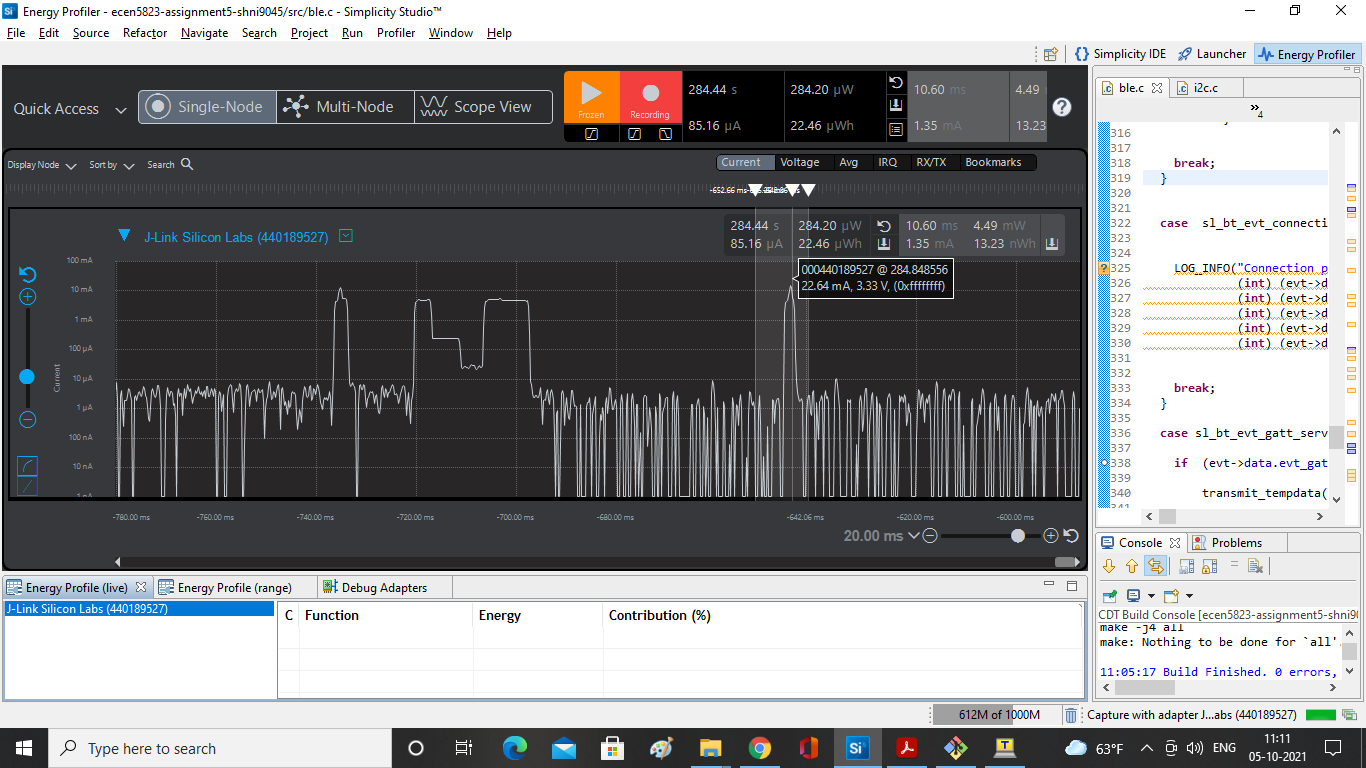 Energy Profiler - ecen5823-assignment5-shni9045/src/ble.c - Simplicity Studio™
File Edit Source Refactor Navigate Search Project Run Profiler Window Help
Simplicity IDE Launcher Energy Profiler
Quick Access Single-Node Multi-Node Scope View
Frozen Recording
284.44 s 284.20 µW 10.60 ms 4.49
85.16 µA 22.46 µWh 1.35 mA 13.23
Display Node Sort by Search
Current Voltage Avg IRQ RX/TX Bookmarks
-652.66 ms
J-Link Silicon Labs (440189527)
284.44 s 284.20 µW 10.60 ms 4.49 mW
85.16 µA 22.46 µWh 1.35 mA 13.23 nWh
000440189527 @ 284.848556
22.64 mA, 3.33 V, (0xffffffff)
Current
100 mA
10 mA
1 mA
100 µA
10 µA
1 µA
100 nA
10 nA
-780.00 ms -760.00 ms -740.00 ms -720.00 ms -700.00 ms -680.00 ms -642.06 ms -620.00 ms -600.00 ms
20.00 ms
ble.c i2c.c
4
316
317
318 break;
319 }
320
321
322 case sl_bt_evt_connecti
323
324
325 LOG_INFO("Connection p
326 (int) (evt->d
327 (int) (evt->d
328 (int) (evt->d
329 (int) (evt->d
330 (int) (evt->d
331
332
333 break;
334 }
335
336 case sl_bt_evt_gatt_serv
337
338 if (evt->data.evt_gat
339
340 transmit_tempdata(
341
Console Problems
CDT Build Console [ecen5823-assignment5-shni90
make -j4 all
make: Nothing to be done for `all'.
11:05:17 Build Finished. 0 errors,
Energy Profile (live) Energy Profile (range) Debug Adapters
J-Link Silicon Labs (440189527)
C Function Energy Contribution (%)
612M of 1000M Capture with adapter J...abs (440189527)
Type here to search
Si
T
63°F ENG
11:11
05-10-2021